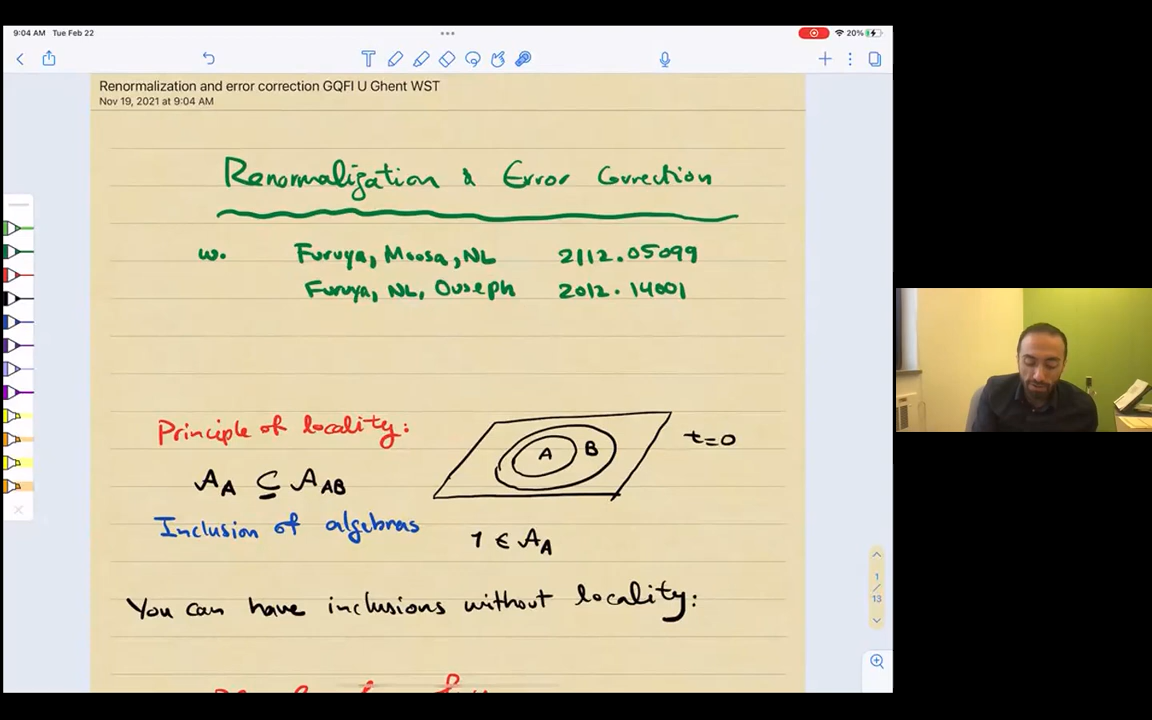 9:04 AM Tue Feb 22
20%
Renormalization and error correction GQFI U Ghent WST
Nov 19, 2021 at 9:04 AM
Renormalization & Error Correction
w. Furuya, Moosa, NL 2112.05099
Furuya, NL, Ouseph 2012.14001
Principle of locality:
A B t=0
A_A ⊆ A_AB
Inclusion of algebras
1 ∈ A_A
You can have inclusions without locality:
1
/
13